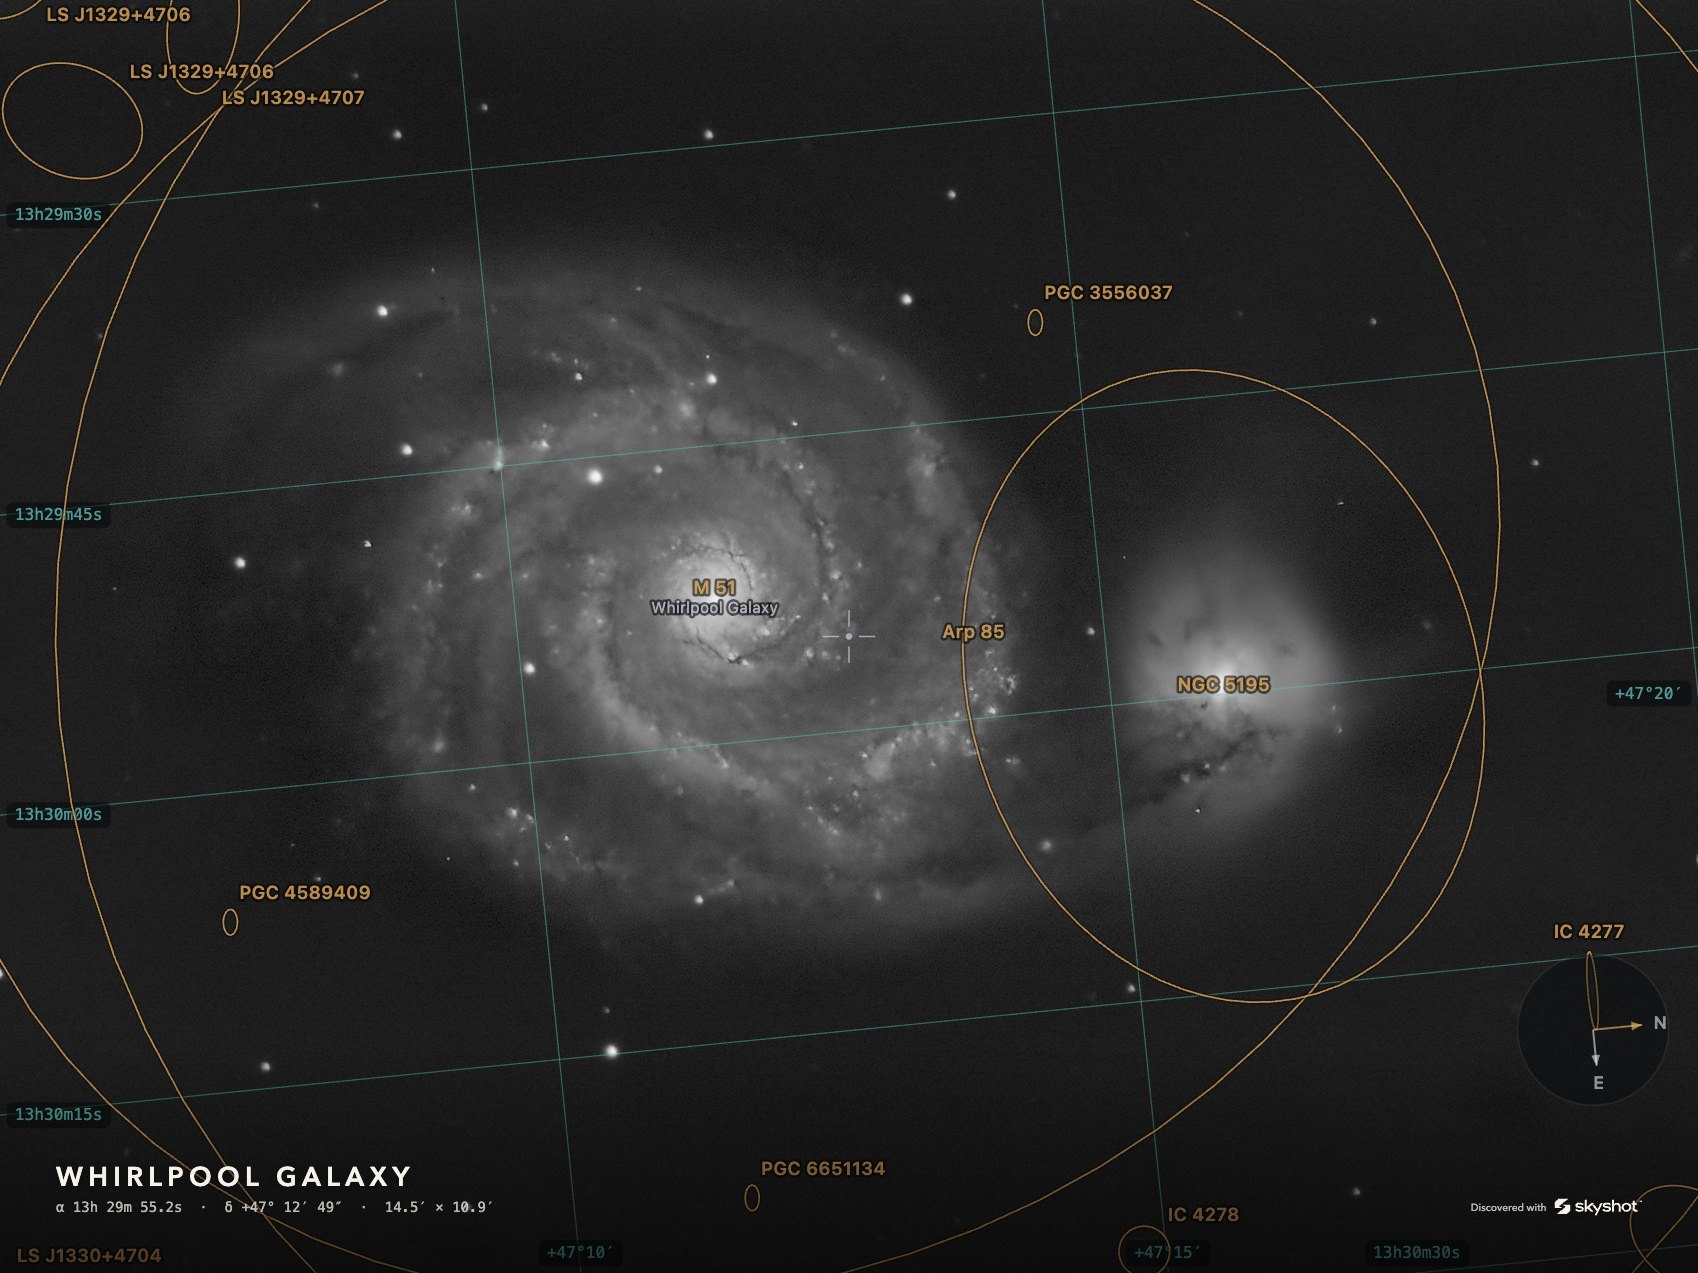 LS J1329+4706
LS J1329+4706
LS J1329+4707
13h29m30s
PGC 3556037
13h29m45s
M 51
Whirlpool Galaxy
Arp 85
NGC 5195
+47°20′
13h30m00s
PGC 4589409
IC 4277
N
E
13h30m15s
WHIRLPOOL GALAXY
α 13h 29m 55.2s · δ +47° 12′ 49″ · 14.5′ × 10.9′
PGC 6651134
IC 4278
Discovered with skyshot
LS J1330+4704
+47°10′
+47°15′
13h30m30s